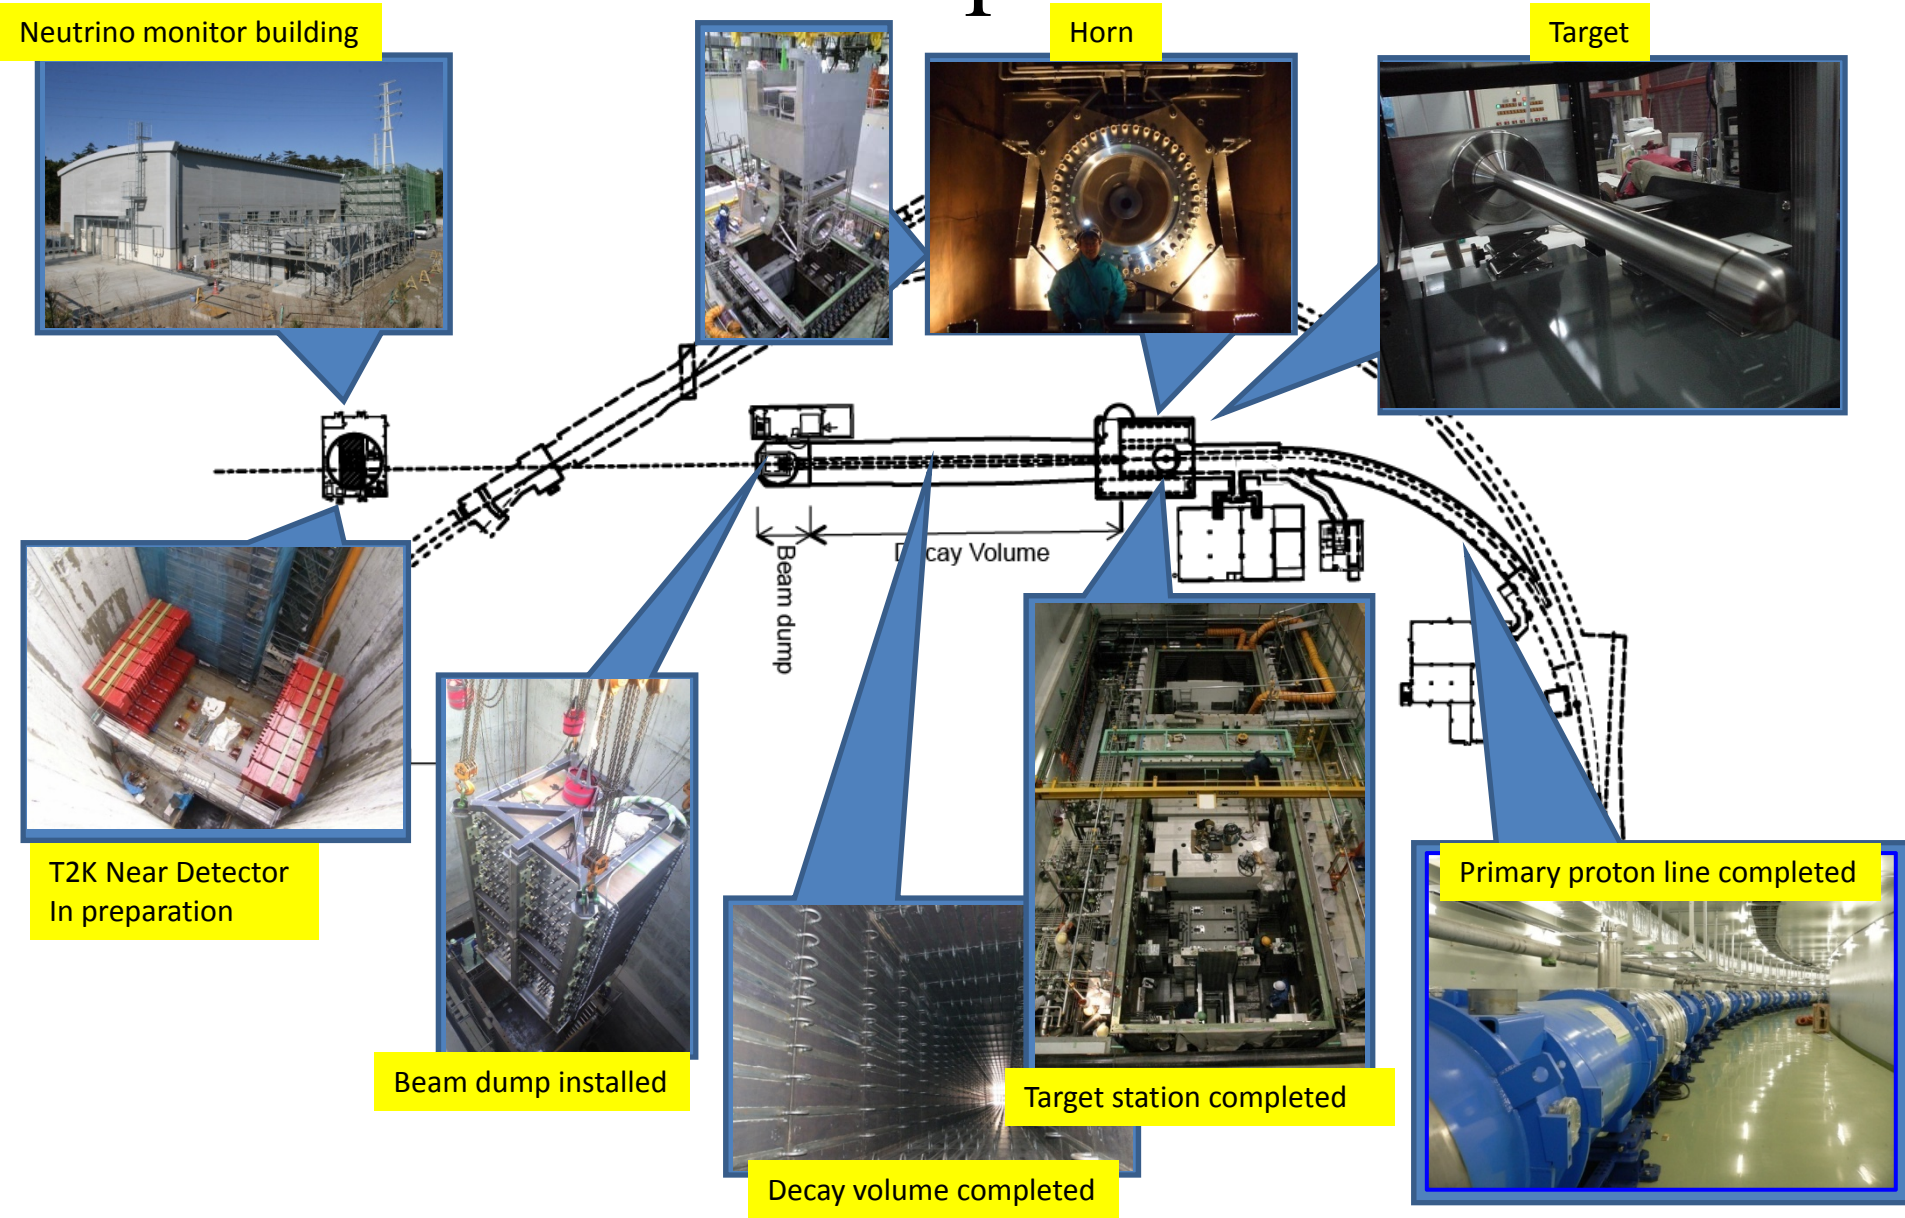 Neutrino monitor building
Horn
Target
Beam dump
Decay Volume
T2K Near Detector
In preparation
Beam dump installed
Decay volume completed
Target station completed
Primary proton line completed